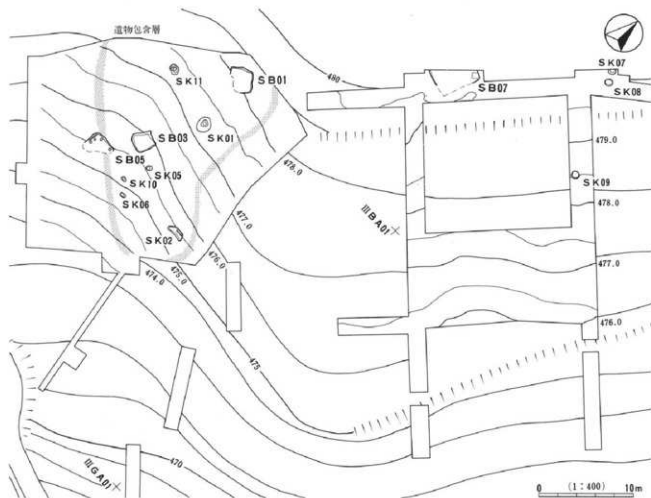 遺物包含層
SK11
SB01
480
SB07
SK07
SK08
SK01
479.0
SB03
SB05
SK05
SK10
478.0
SK09
478.0
SK06
ⅢBA01
477.0
SK02
476.0
477.0
474.0
475.0
476.0
475
470
ⅢGA01
0 (1:400) 10m